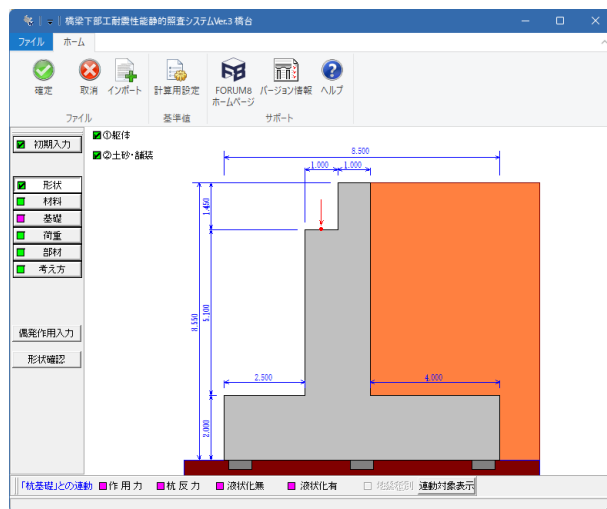 橋梁下部工耐震性能静的照査システムVer.3 橋台
ファイル ホーム
確定 取消 インポート 計算用設定 FORUM8 ホームページ バージョン情報 ヘルプ
ファイル 基準値 サポート
初期入力
①躯体
②土砂・舗装
形状
材料
基礎
荷重
部材
考え方
偶発作用入力
形状確認
8.500
1.000 1.000
1.450
5.100
8.550
2.500 4.000
2.000
「杭基礎」との連動 作用力 杭反力 液状化無 液状化有 地盤種別 連動対象表示